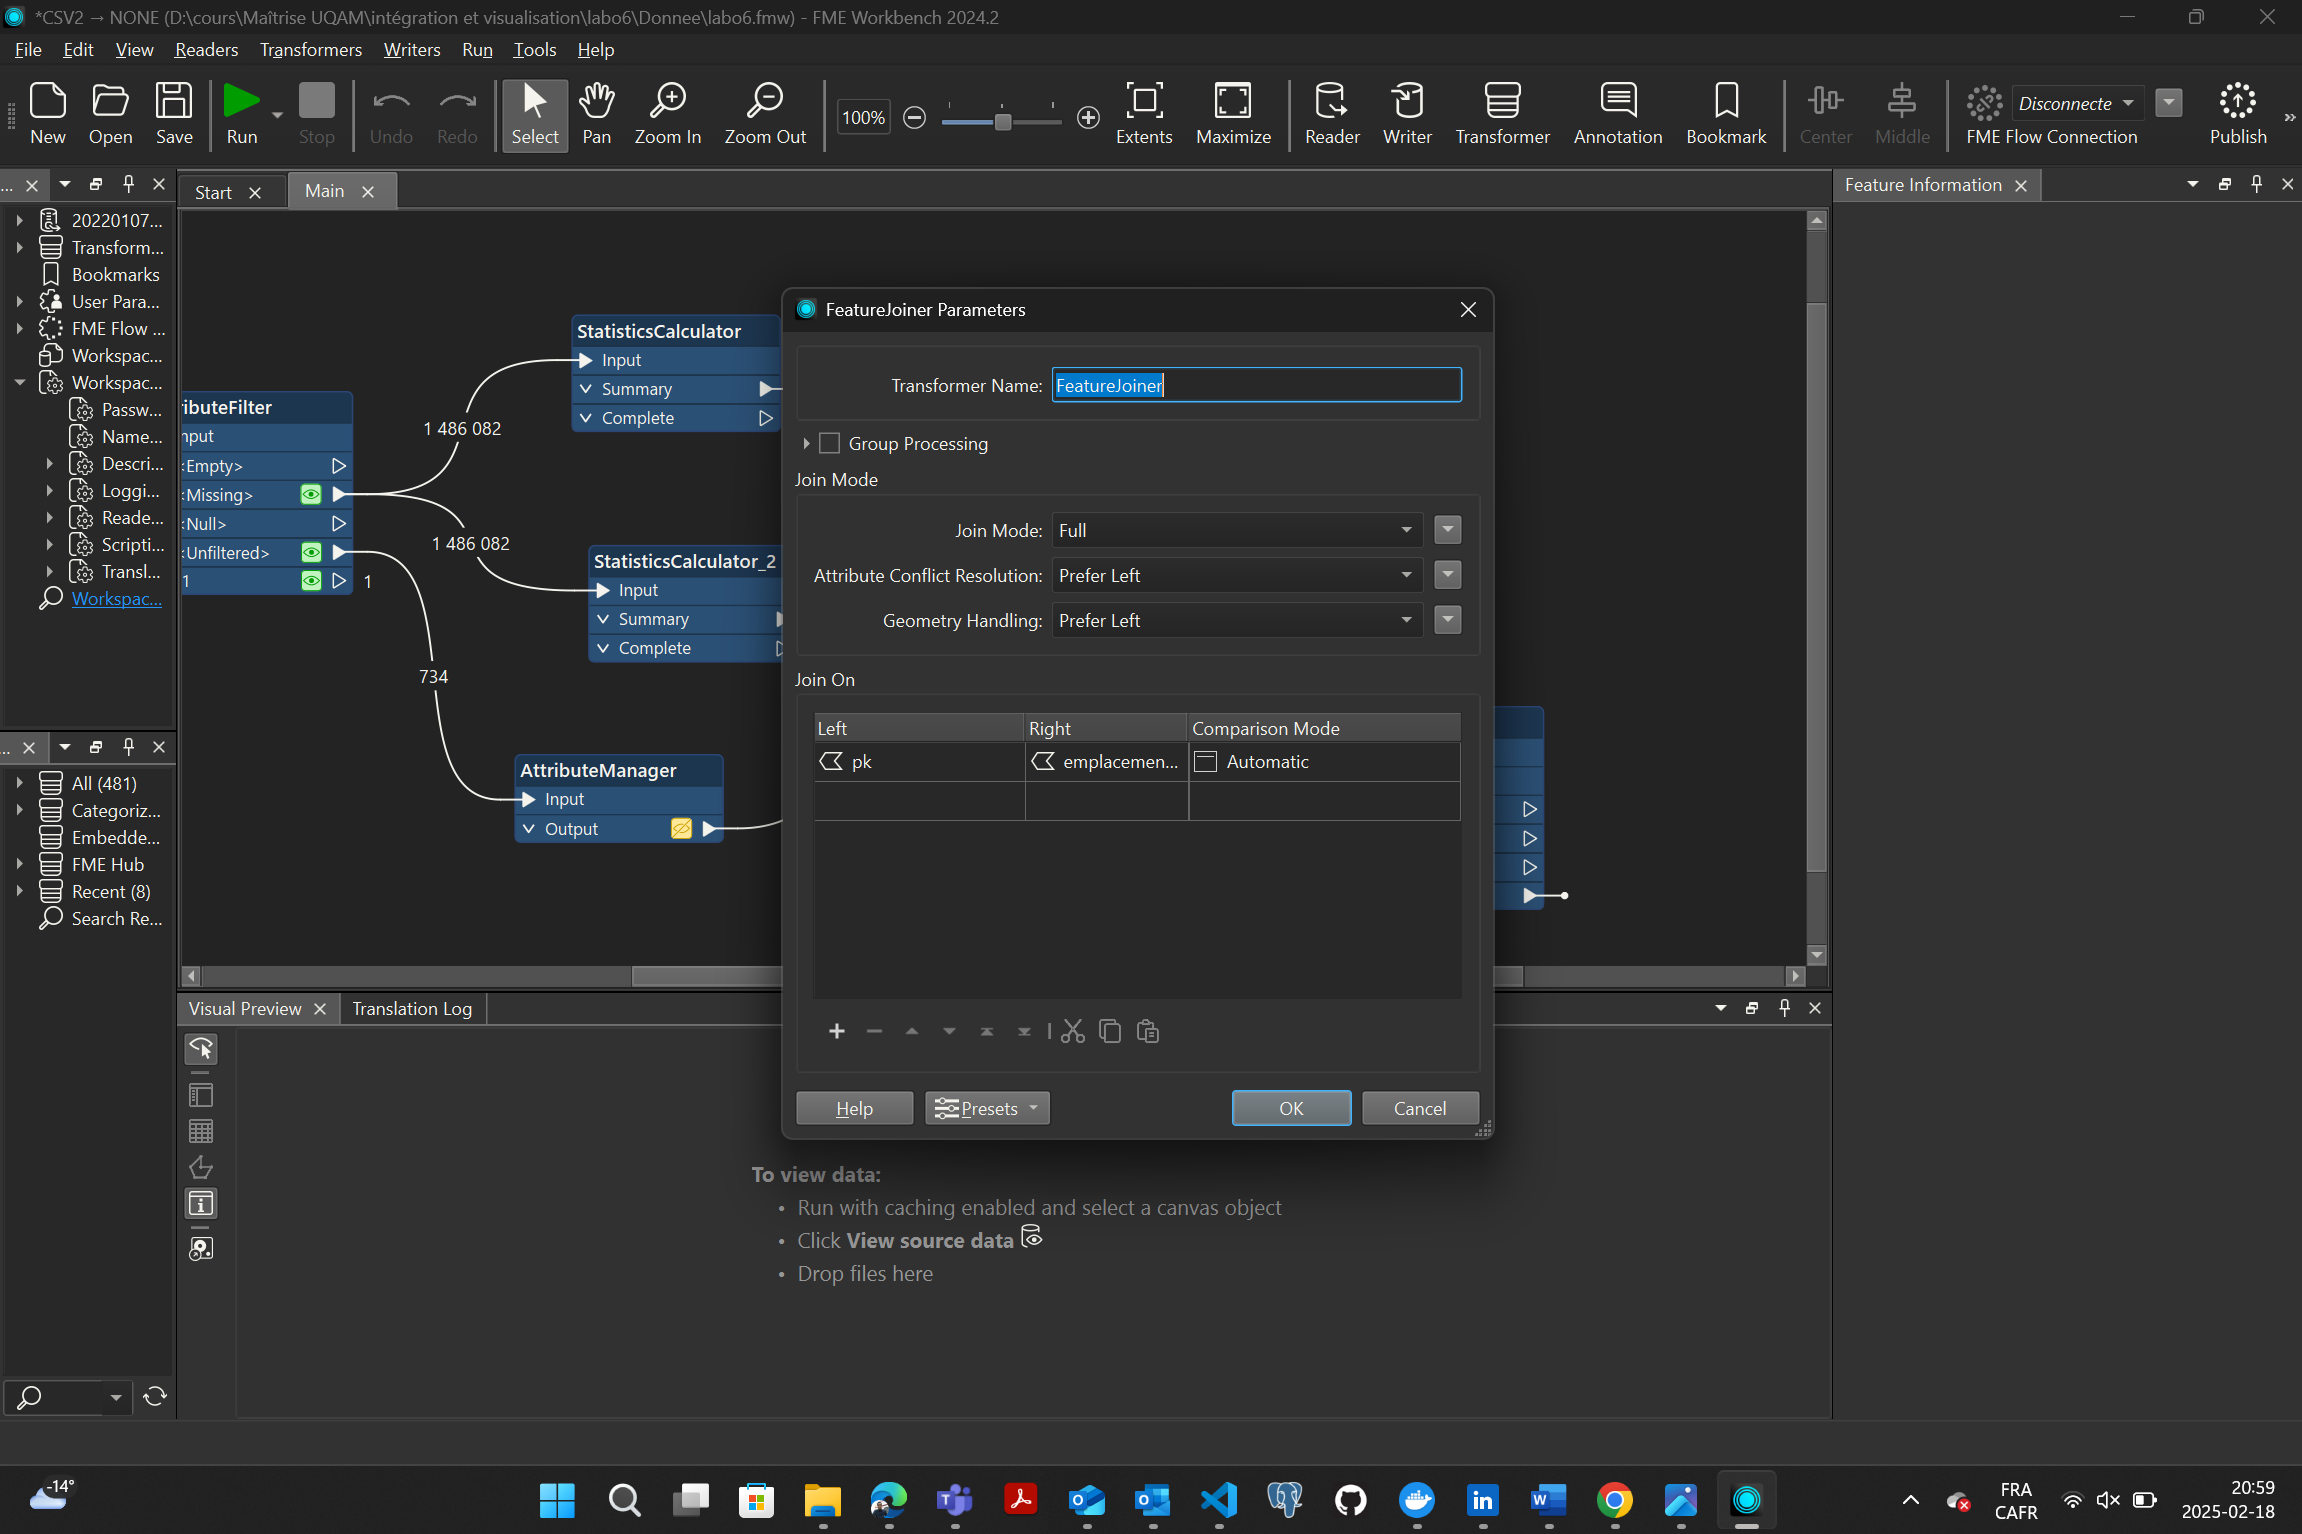 *CSV2 → NONE (D:\cours\Maîtrise UQAM\intégration et visualisation\labo6\Donnee\labo6.fmw) - FME Workbench 2024.2
File Edit View Readers Transformers Writers Run Tools Help
New Open Save Run Stop Undo Redo Select Pan Zoom In Zoom Out 100% Extents Maximize Reader Writer Transformer Annotation Bookmark Center Middle Disconnecte FME Flow Connection Publish »
...
Start
Main
Feature Information
20220107...
Transform...
Bookmarks
User Para...
FME Flow ...
Workspac...
Workspac...
Passw...
Name...
Descri...
Loggi...
Reade...
Scripti...
Transl...
Workspac...
...
All (481)
Categoriz...
Embedde...
FME Hub
Recent (8)
Search Re...
ributeFilter
nput
<Empty>
<Missing>
<Null>
<Unfiltered>
1
1
1 486 082
1 486 082
734
StatisticsCalculator
Input
Summary
Complete
StatisticsCalculator_2
Input
Summary
Complete
AttributeManager
Input
Output
FeatureJoiner Parameters
Transformer Name: FeatureJoiner
Group Processing
Join Mode
Join Mode: Full
Attribute Conflict Resolution: Prefer Left
Geometry Handling: Prefer Left
Join On
Left Right Comparison Mode
pk emplacemen... Automatic
Help Presets OK Cancel
Visual Preview
Translation Log
To view data:
• Run with caching enabled and select a canvas object
• Click View source data
• Drop files here
-14°
FRA
CAFR
20:59
2025-02-18